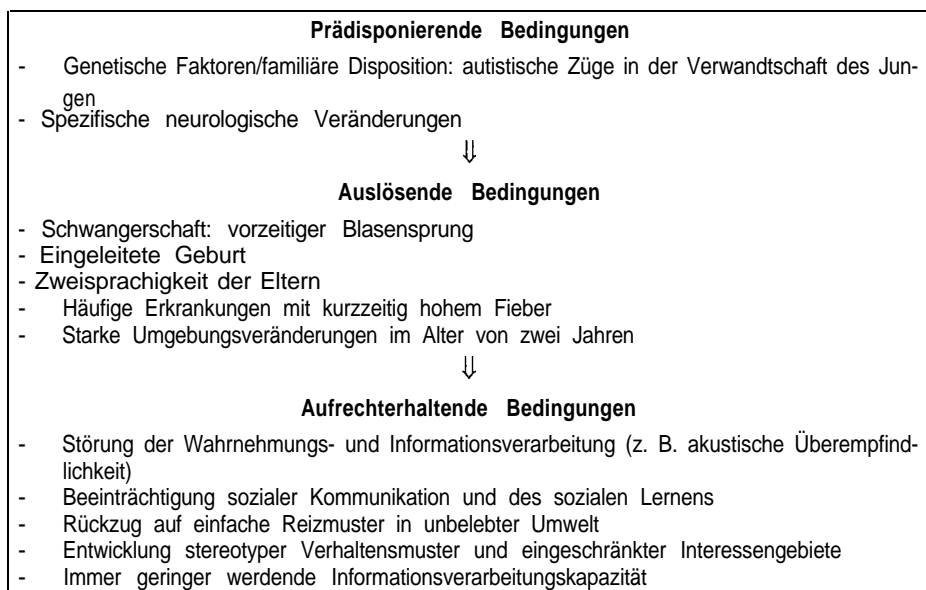 Prädisponierende Bedingungen
- Genetische Faktoren/familiäre Disposition: autistische Züge in der Verwandtschaft des Jun-
gen
- Spezifische neurologische Veränderungen
⇓
Auslösende Bedingungen
- Schwangerschaft: vorzeitiger Blasensprung
- Eingeleitete Geburt
- Zweisprachigkeit der Eltern
- Häufige Erkrankungen mit kurzzeitig hohem Fieber
- Starke Umgebungsveränderungen im Alter von zwei Jahren
⇓
Aufrechterhaltende Bedingungen
- Störung der Wahrnehmungs- und Informationsverarbeitung (z. B. akustische Überempfind-
lichkeit)
- Beeinträchtigung sozialer Kommunikation und des sozialen Lernens
- Rückzug auf einfache Reizmuster in unbelebter Umwelt
- Entwicklung stereotyper Verhaltensmuster und eingeschränkter Interessengebiete
- Immer geringer werdende Informationsverarbeitungskapazität